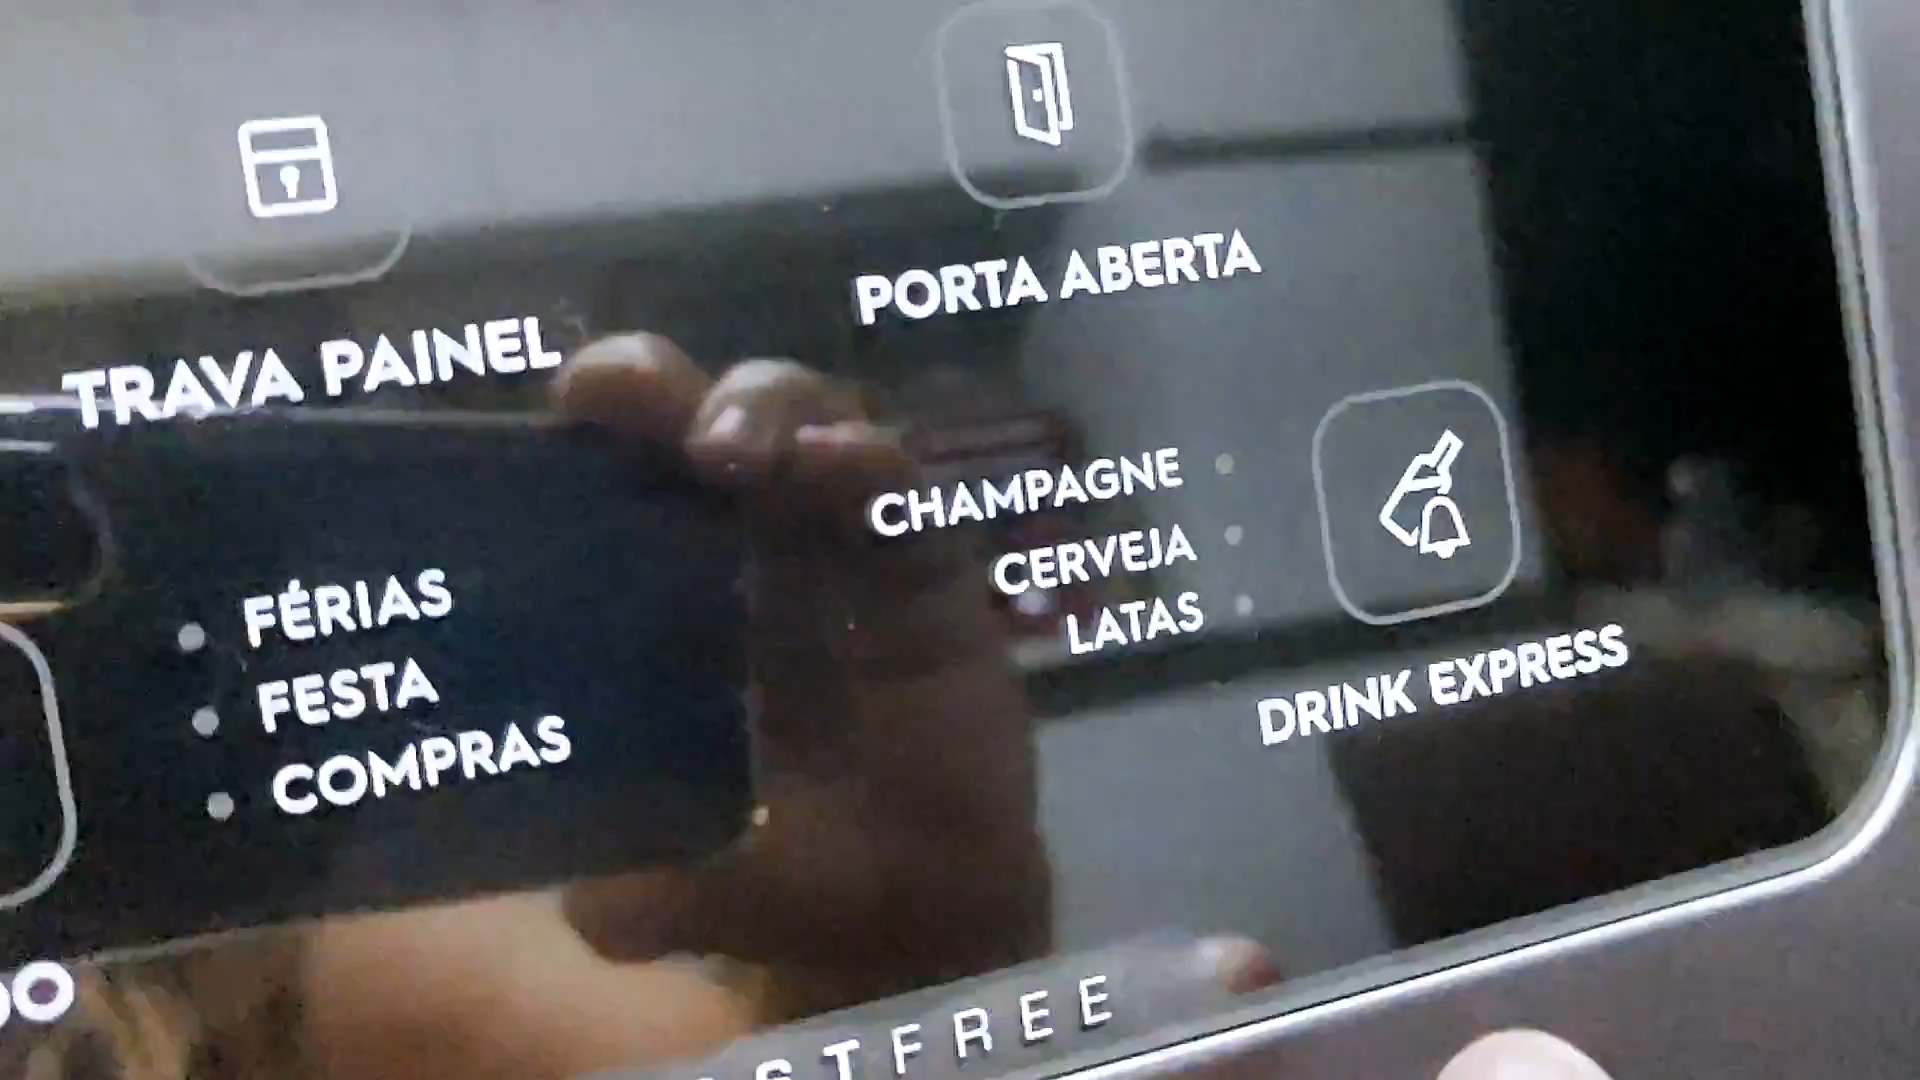 PORTA ABERTA
TRAVA PAINEL
CHAMPAGNE
CERVEJA
LATAS
DRINK EXPRESS
FÉRIAS
FESTA
COMPRAS